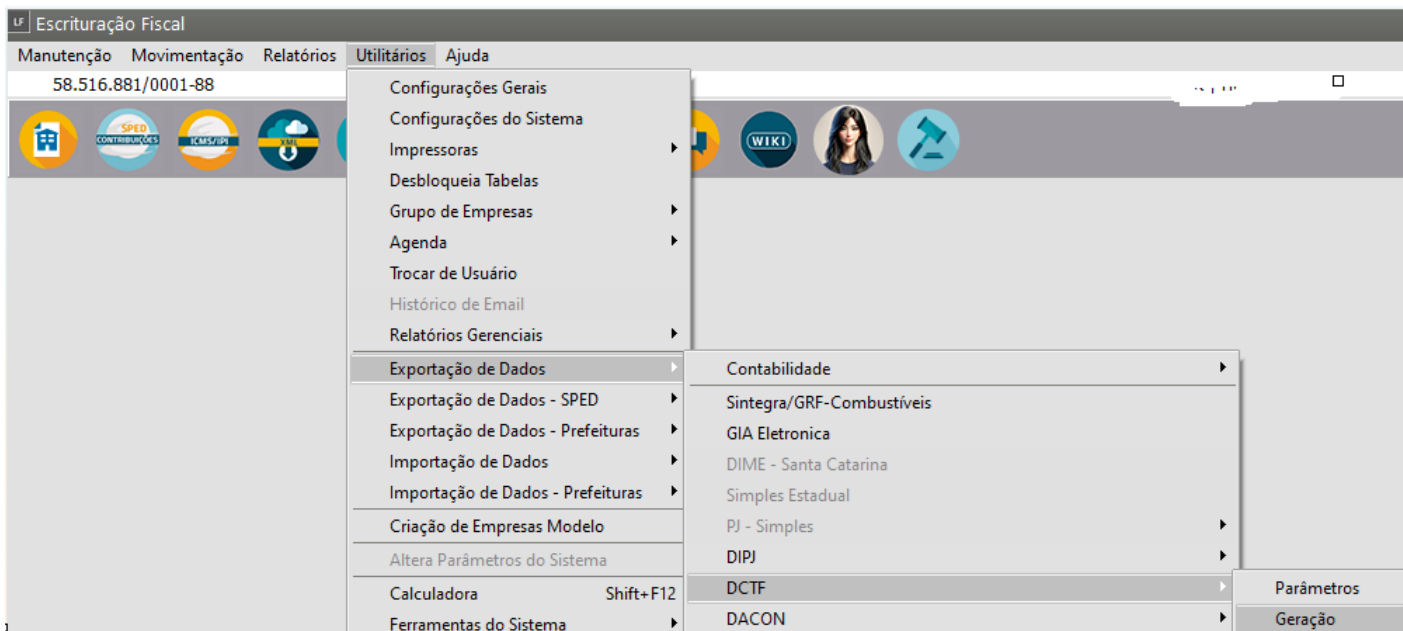 LF Escrituração Fiscal
Manutenção Movimentação Relatórios Utilitários Ajuda
58.516.881/0001-88
SPED CONTRIBUIÇÕES
ICMS/IPI
XML
WIKI
Configurações Gerais
Configurações do Sistema
Impressoras
Desbloqueia Tabelas
Grupo de Empresas
Agenda
Trocar de Usuário
Histórico de Email
Relatórios Gerenciais
Exportação de Dados
Exportação de Dados - SPED
Exportação de Dados - Prefeituras
Importação de Dados
Importação de Dados - Prefeituras
Criação de Empresas Modelo
Altera Parâmetros do Sistema
Calculadora Shift+F12
Ferramentas do Sistema
Contabilidade
Sintegra/GRF-Combustíveis
GIA Eletronica
DIME - Santa Catarina
Simples Estadual
PJ - Simples
DIPJ
DCTF
DACON
Parâmetros
Geração